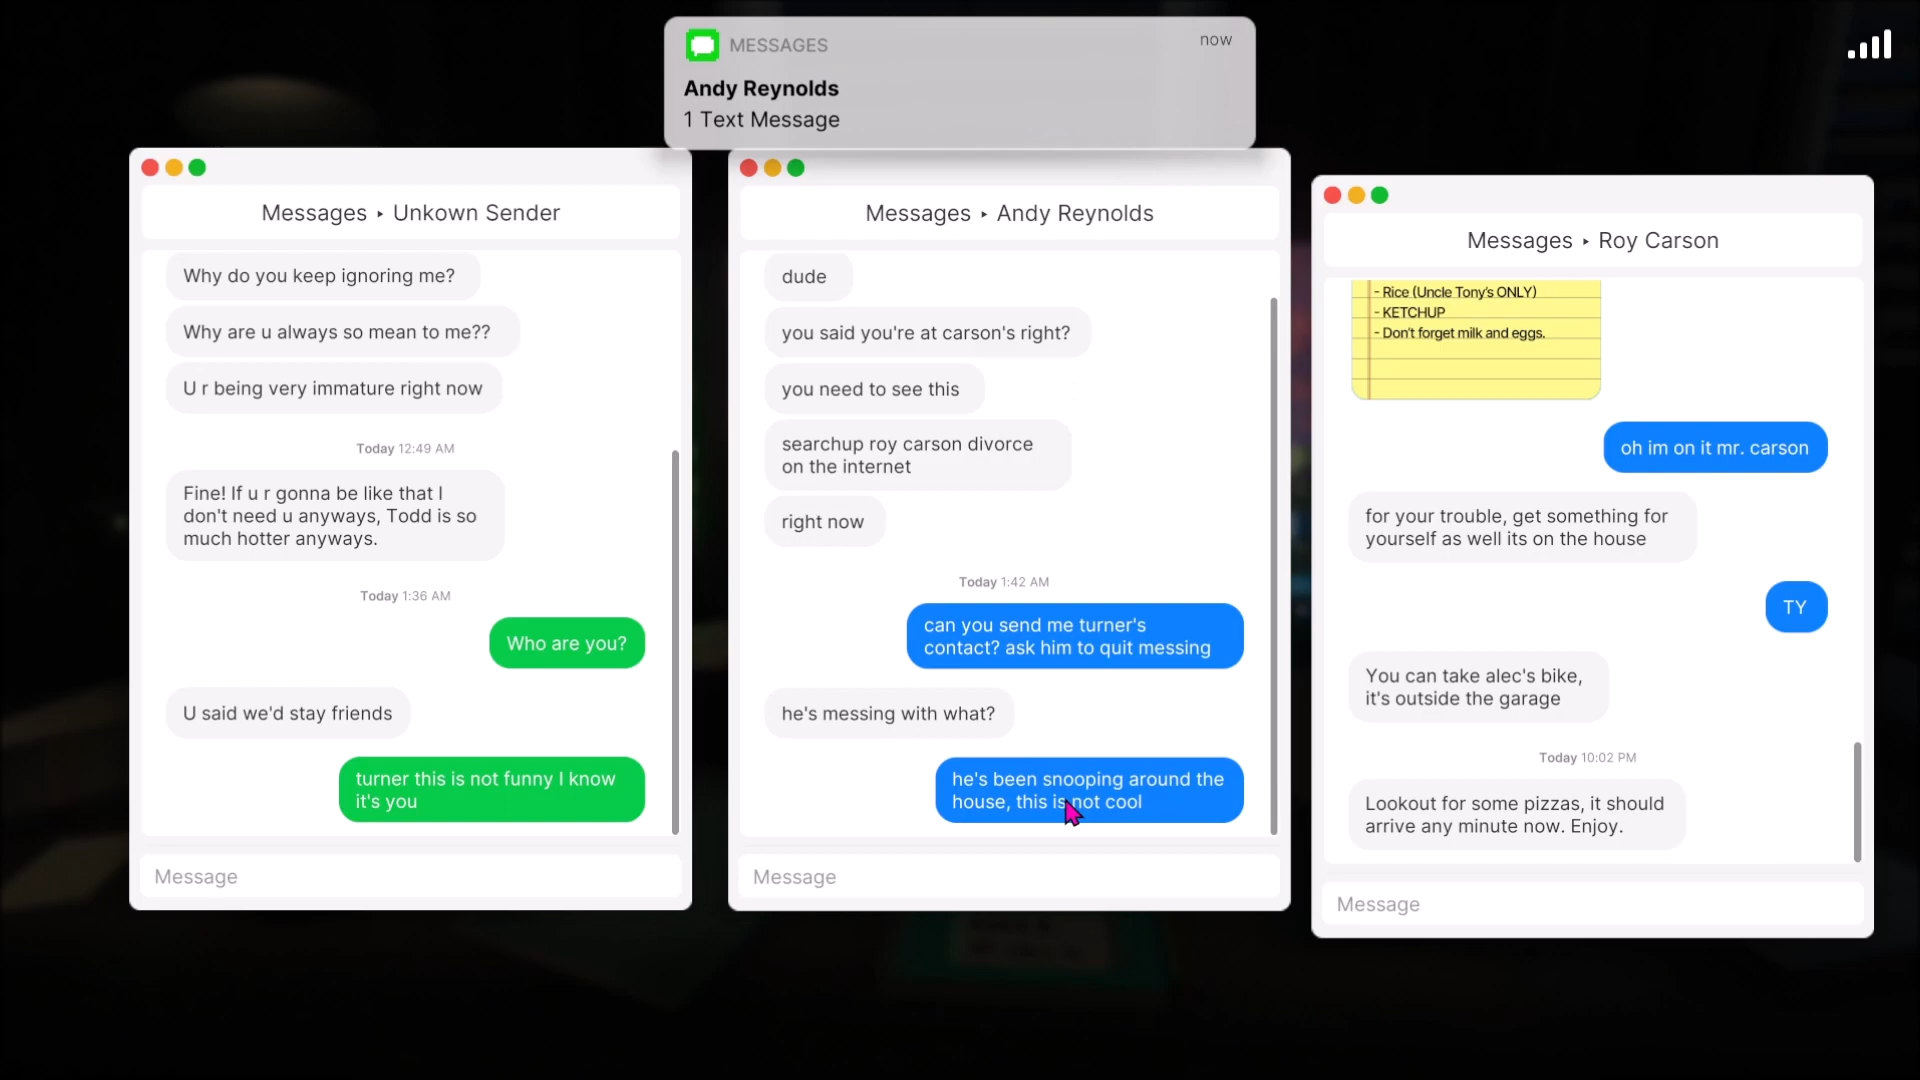 MESSAGES
now
Andy Reynolds
1 Text Message
Messages ▸ Unkown Sender
Why do you keep ignoring me?
Why are u always so mean to me??
U r being very immature right now
Today 12:49 AM
Fine! If u r gonna be like that I
don't need u anyways, Todd is so
much hotter anyways.
Today 1:36 AM
Who are you?
U said we'd stay friends
turner this is not funny I know
it's you
Message
Messages ▸ Andy Reynolds
dude
you said you're at carson's right?
you need to see this
searchup roy carson divorce
on the internet
right now
Today 1:42 AM
can you send me turner's
contact? ask him to quit messing
he's messing with what?
he's been snooping around the
house, this is not cool
Message
Messages ▸ Roy Carson
- Rice (Uncle Tony's ONLY)
- KETCHUP
- Don't forget milk and eggs.
oh im on it mr. carson
for your trouble, get something for
yourself as well its on the house
TY
You can take alec's bike,
it's outside the garage
Today 10:02 PM
Lookout for some pizzas, it should
arrive any minute now. Enjoy.
Message